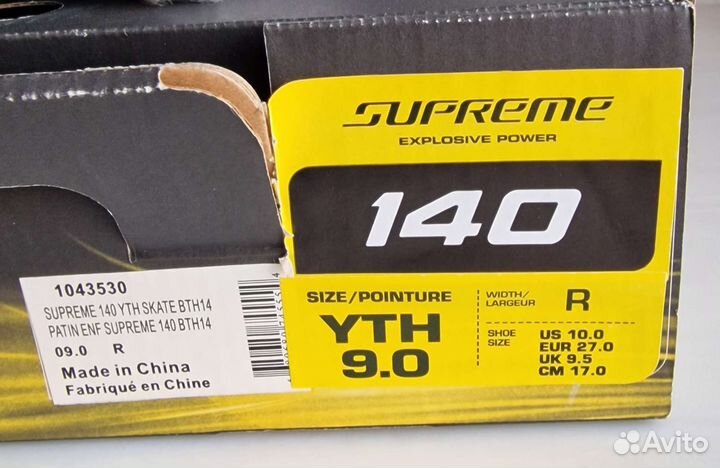 SUPREME
EXPLOSIVE POWER
140
1043530
SUPREME 140 YTH SKATE BTH14
PATIN ENF SUPREME 140 BTH14
09.0 R
Made in China
Fabriqué en Chine
SIZE/POINTURE
YTH
9.0
WIDTH/
LARGEUR
R
SHOE
SIZE
US 10.0
EUR 27.0
UK 9.5
CM 17.0
Avito